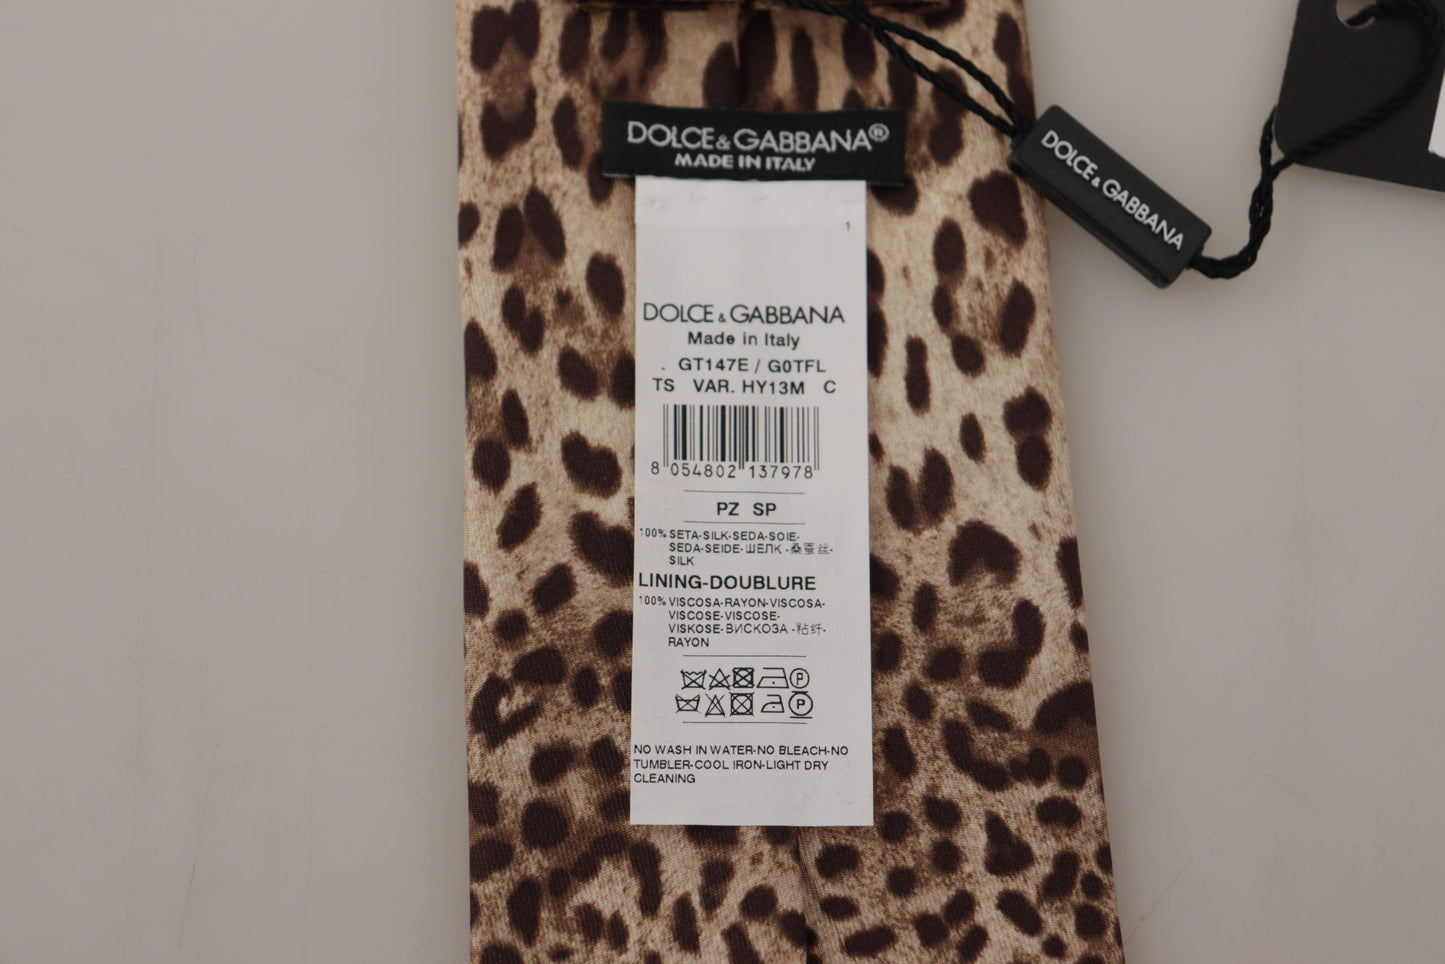 DOLCE & GABBANA®
MADE IN ITALY
DOLCE & GABBANA
1
DOLCE & GABBANA
Made in Italy
. GT147E / G0TFL
TS VAR. HY13M C
8 054802 137978
PZ SP
100% SETA-SILK-SEDA-SOIE-
SEDA-SEIDE-ШЕЛК -桑蚕丝-
SILK
LINING-DOUBLURE
100% VISCOSA-RAYON-VISCOSA-
VISCOSE-VISCOSE-
VISKOSE-ВИСКОЗА -粘纤-
RAYON
P
P
NO WASH IN WATER-NO BLEACH-NO
TUMBLER-COOL IRON-LIGHT DRY
CLEANING